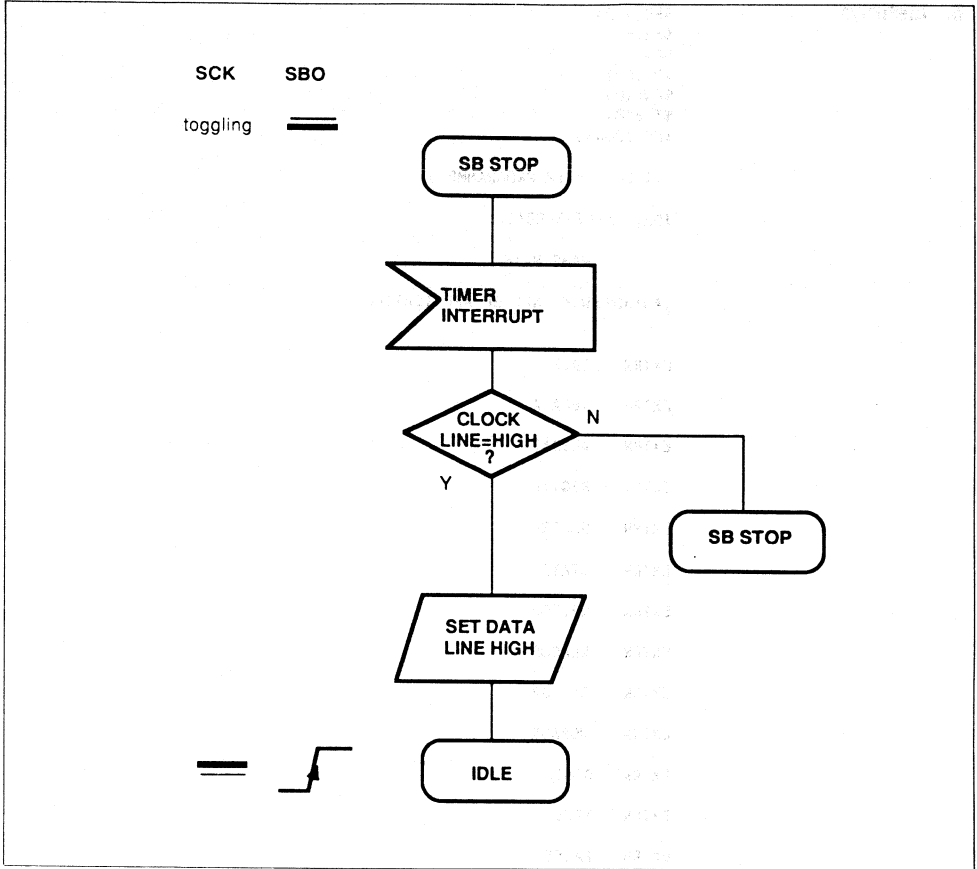 SCK SBO
toggling
SB STOP
TIMER
INTERRUPT
CLOCK
LINE=HIGH
?
N
Y
SB STOP
SET DATA
LINE HIGH
IDLE